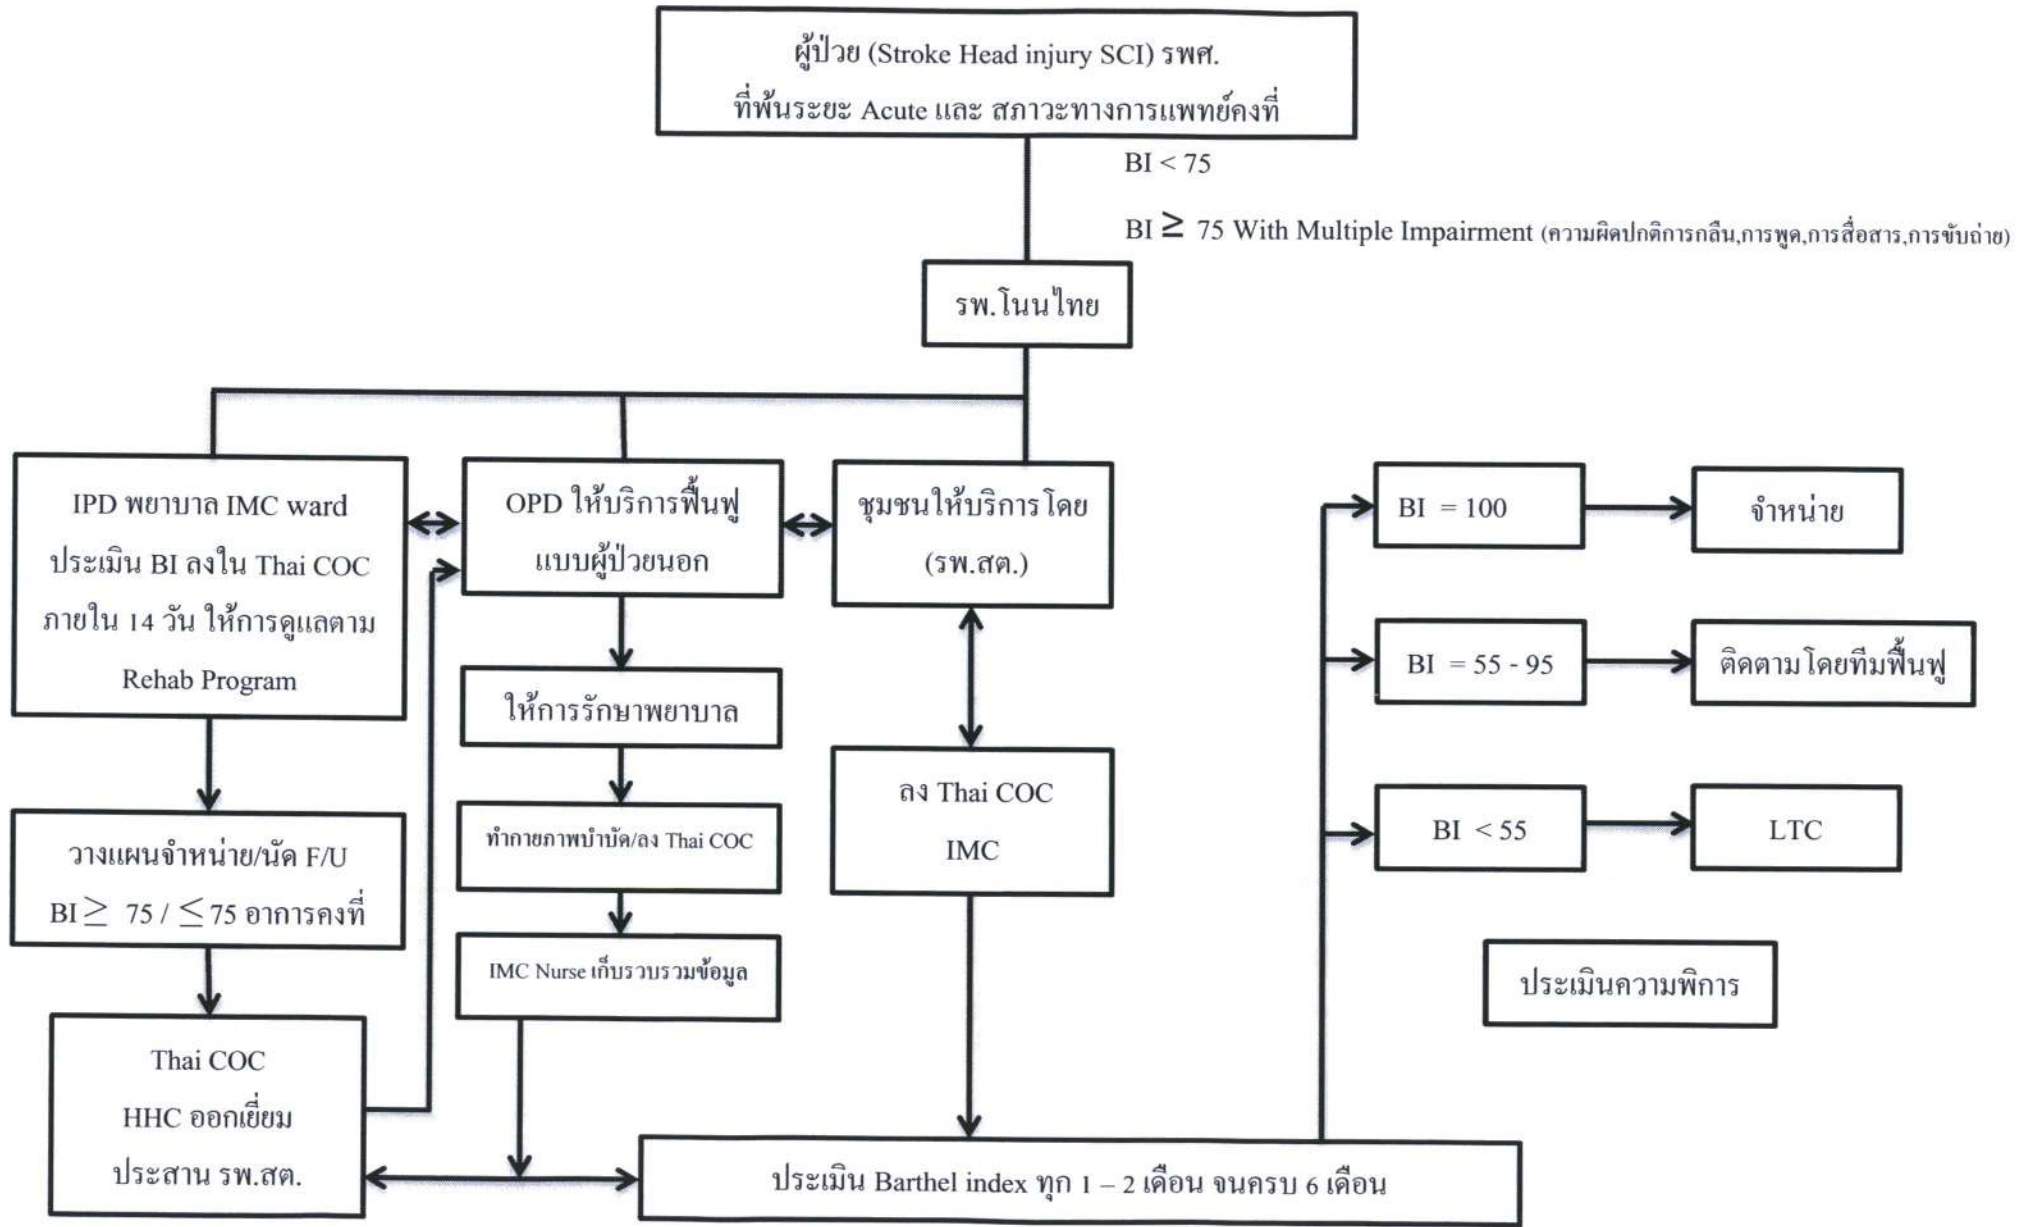 ผู้ป่วย (Stroke Head injury SCI) รพศ.
ที่พ้นระยะ Acute และ สภาวะทางการแพทย์คงที่
BI < 75
BI ≥ 75 With Multiple Impairment (ความผิดปกติการกลืน,การพูด,การสื่อสาร,การขับถ่าย)
รพ.โนนไทย
IPD พยาบาล IMC ward
ประเมิน BI ลงใน Thai COC
ภายใน 14 วัน ให้การดูแลตาม
Rehab Program
วางแผนจำหน่าย/นัด F/U
BI ≥ 75 / ≤ 75 อาการคงที่
Thai COC
HHC ออกเยี่ยม
ประสาน รพ.สต.
OPD ให้บริการฟื้นฟู
แบบผู้ป่วยนอก
ให้การรักษาพยาบาล
ทำกายภาพบำบัด/ลง Thai COC
IMC Nurse เก็บรวบรวมข้อมูล
ชุมชนให้บริการโดย
(รพ.สต.)
ลง Thai COC
IMC
ประเมิน Barthel index ทุก 1 – 2 เดือน จนครบ 6 เดือน
BI = 100
จำหน่าย
BI = 55 - 95
ติดตามโดยทีมฟื้นฟู
BI < 55
LTC
ประเมินความพิการ